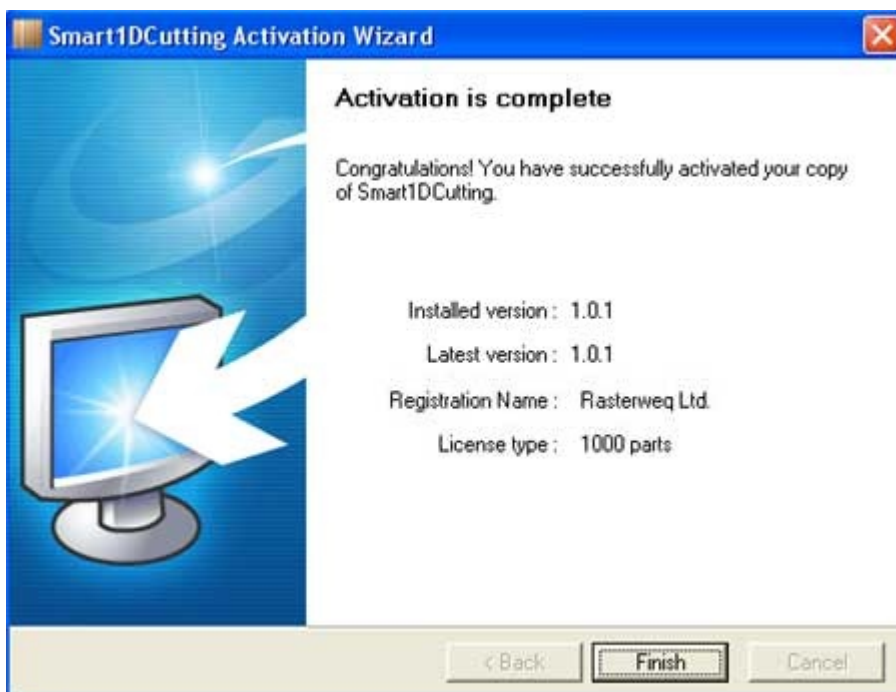 Smart1DCutting Activation Wizard
Activation is complete
Congratulations! You have successfully activated your copy
of Smart1DCutting.
Installed version : 1.0.1
Latest version : 1.0.1
Registration Name : Rasterweq Ltd.
License type : 1000 parts
< Back Finish Cancel